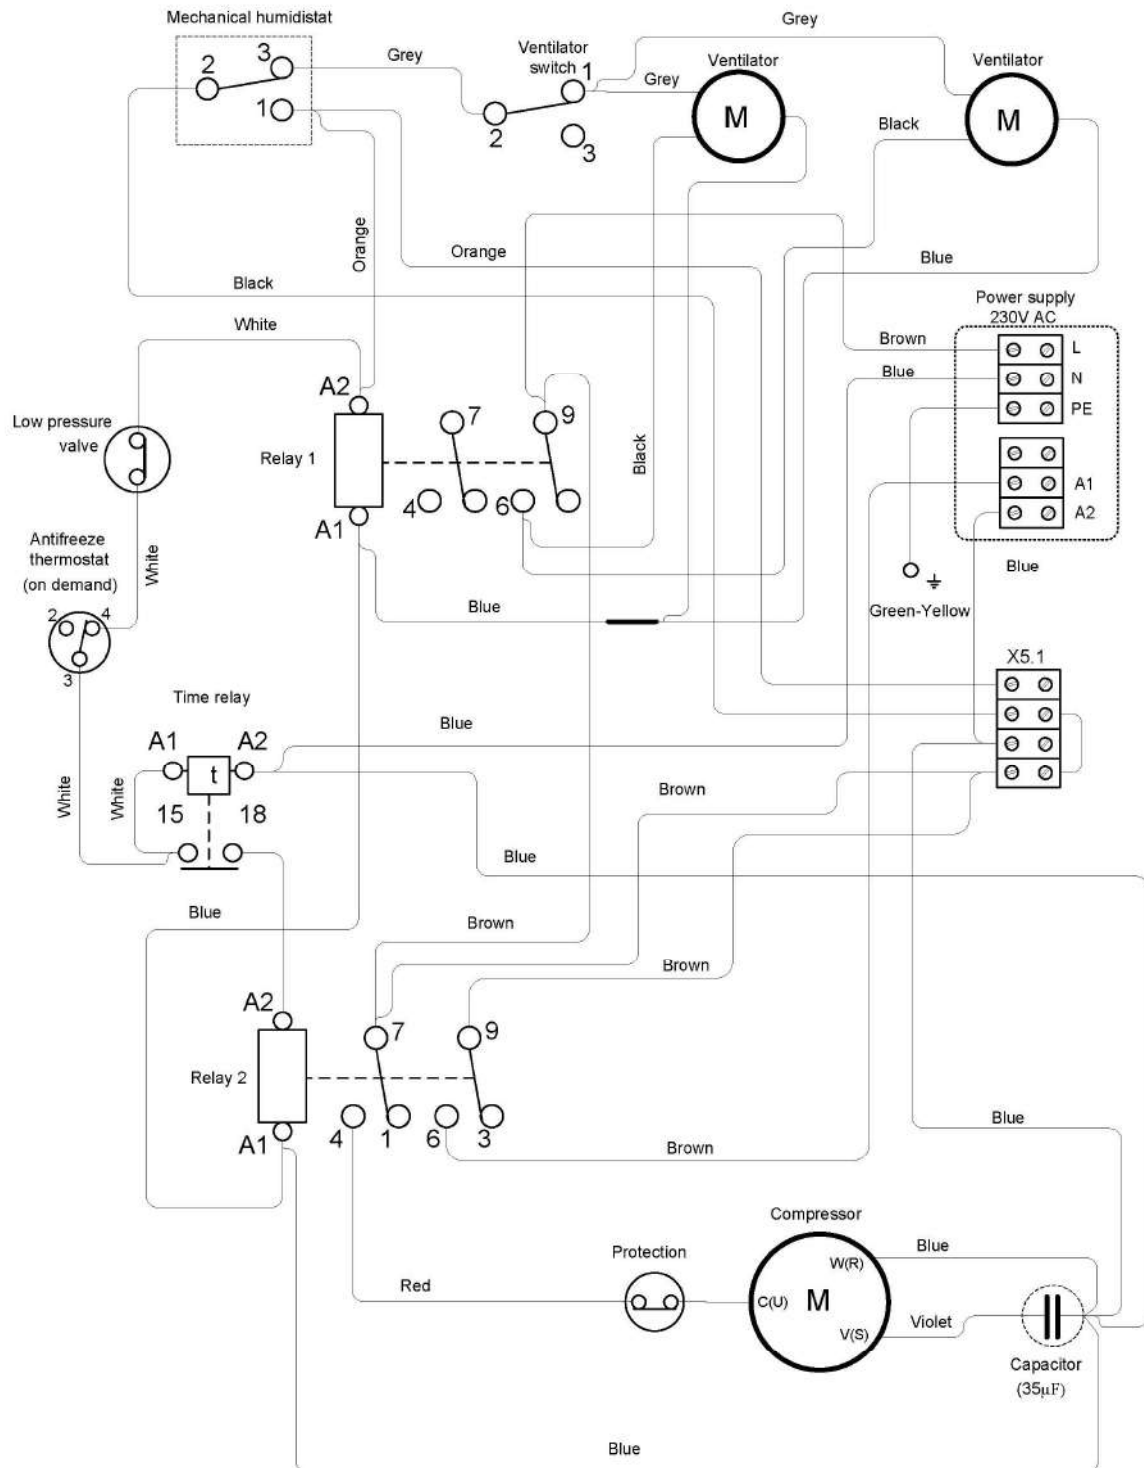 Mechanical humidistat
2
3
1
Grey
Ventilator
switch
1
2
3
Grey
Grey
Ventilator
M
Ventilator
M
Black
Orange
Orange
Blue
Black
White
Power supply
230V AC
Brown
L
Blue
N
PE
A1
A2
Blue
Green-Yellow
A2
7
9
Low pressure
valve
Relay 1
Black
4
6
A1
Antifreeze
thermostat
(on demand)
White
2
4
3
Blue
X5.1
Time relay
Blue
A1
A2
t
White
White
15
18
Brown
Blue
Blue
Brown
Brown
A2
7
9
Relay 2
4
1
6
3
A1
Brown
Blue
Compressor
Protection
W(R)
Blue
Red
C(U)
M
V(S)
Violet
Capacitor
(35μF)
Blue